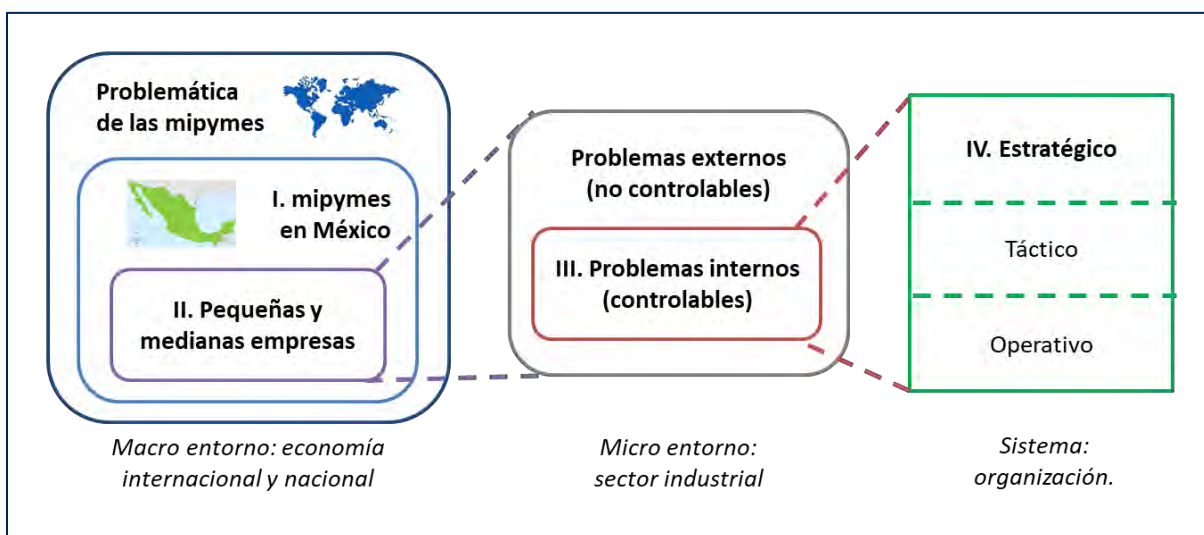 Problemática
de las mipymes
I. mipymes
en México
II. Pequeñas y
medianas empresas
Macro entorno: economía
internacional y nacional
Problemas externos
(no controlables)
III. Problemas internos
(controlables)
Micro entorno:
sector industrial
IV. Estratégico
Táctico
Operativo
Sistema:
organización.